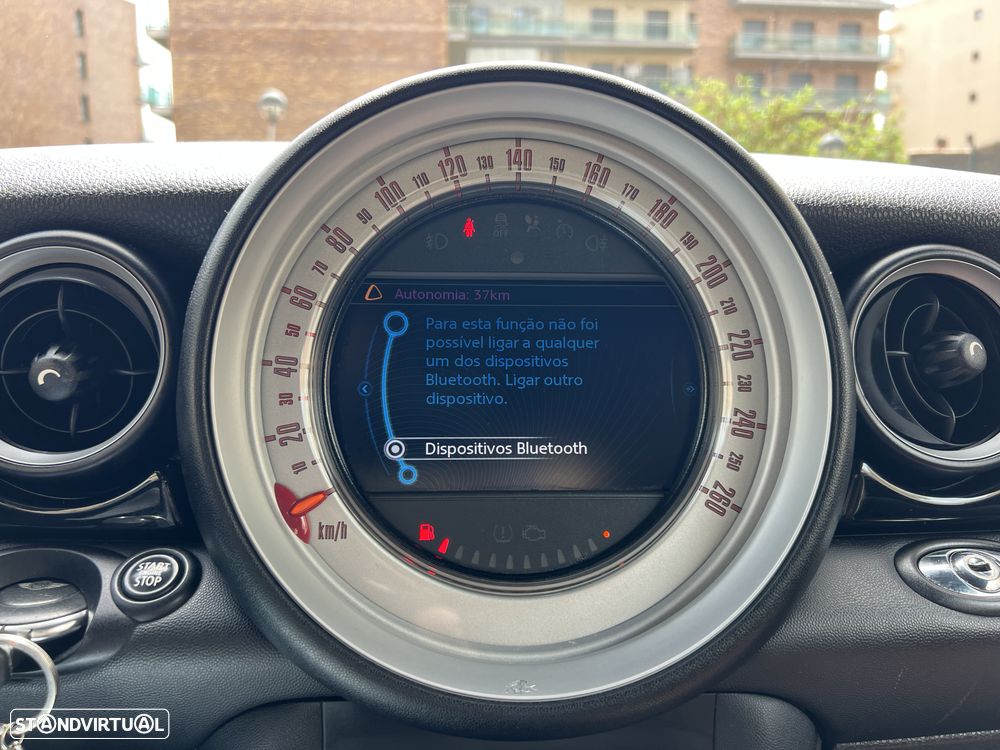 10 20 30 40 50 60 70 80 90 100 110 120 130 140 150 160 170 180 190 200 210 220 230 240 250 260
km/h
OFF
Autonomia: 37km
Para esta função não foi
possível ligar a qualquer
um dos dispositivos
Bluetooth. Ligar outro
dispositivo.
Dispositivos Bluetooth
START
STOP
STANDVIRTUAL